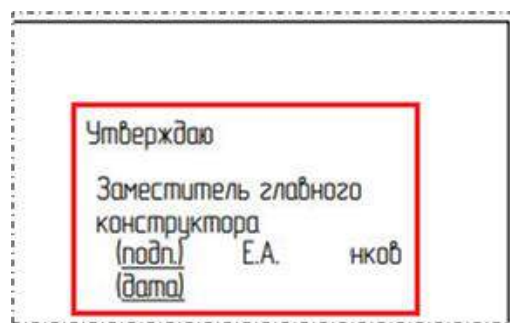 Утверждаю
Заместитель главного
конструктора
(подп.) Е.А. нков
(дата)